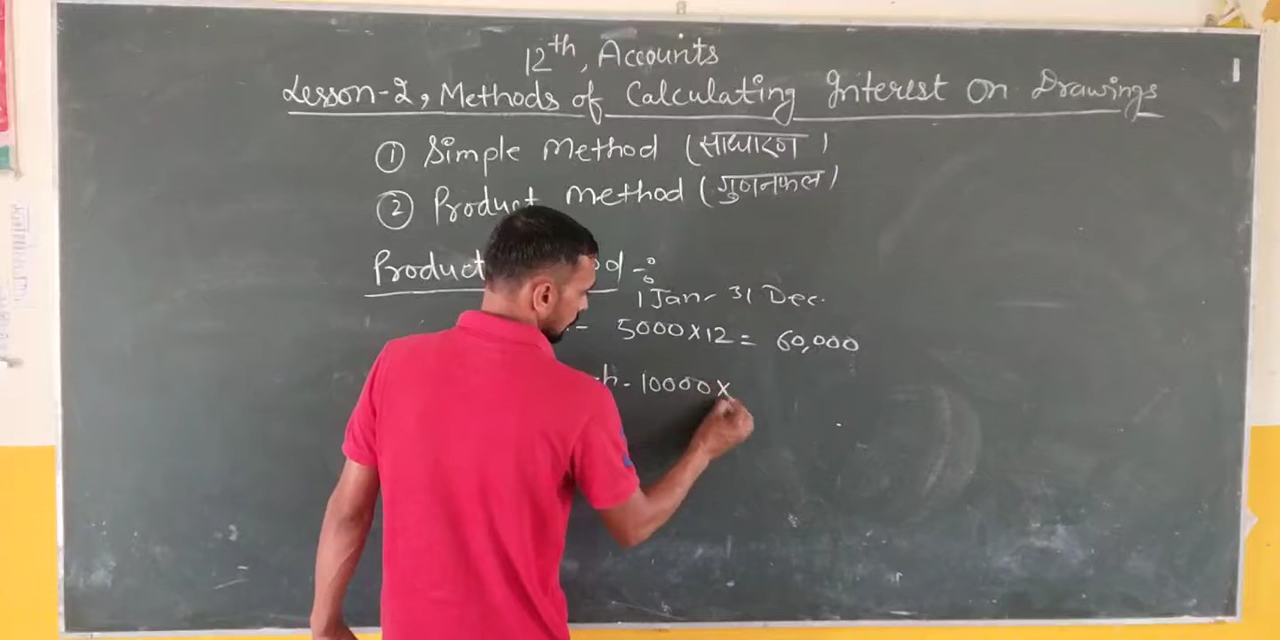 12th, Accounts
Lesson-2, Methods of Calculating Interest On Drawings
① Simple Method (साधारण)
② Product Method (गुणनफल)
Product
1 Jan - 31 Dec.
5000×12 = 60,000
10000×